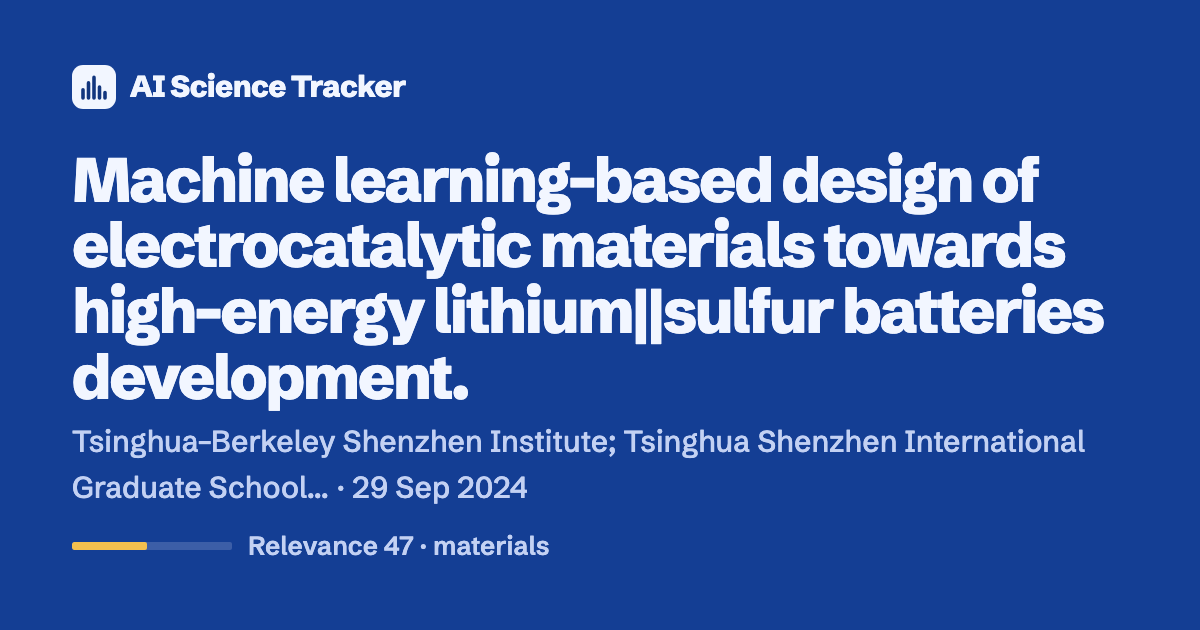 AI Science Tracker
Machine learning-based design of
electrocatalytic materials towards
high-energy lithium||sulfur batteries
development.
Tsinghua-Berkeley Shenzhen Institute; Tsinghua Shenzhen International
Graduate School... · 29 Sep 2024
Relevance 47 · materials